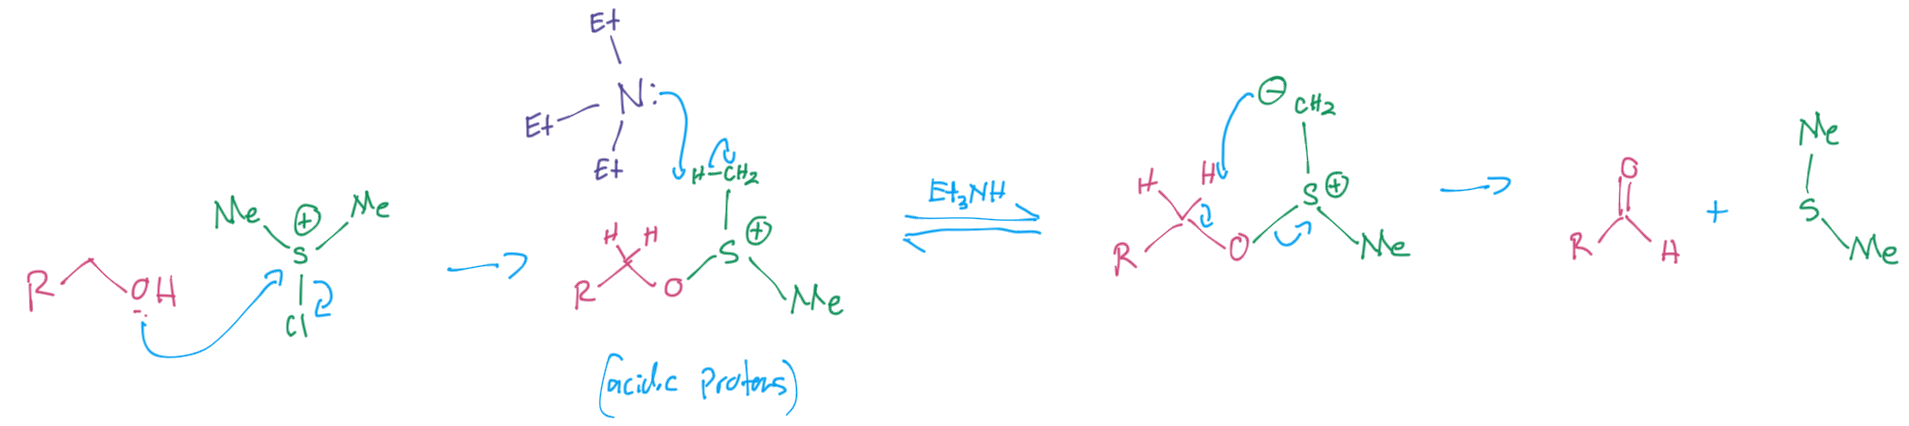 Et
N:
Et
Et
H-CH2
Me
⊕
Me
S
Cl
R
OH
H
H
S
⊕
R
O
Me
(acidic protons)
Et3NH
⊖
CH2
H
H
S
⊕
R
O
Me
O
R
H
+
Me
S
Me